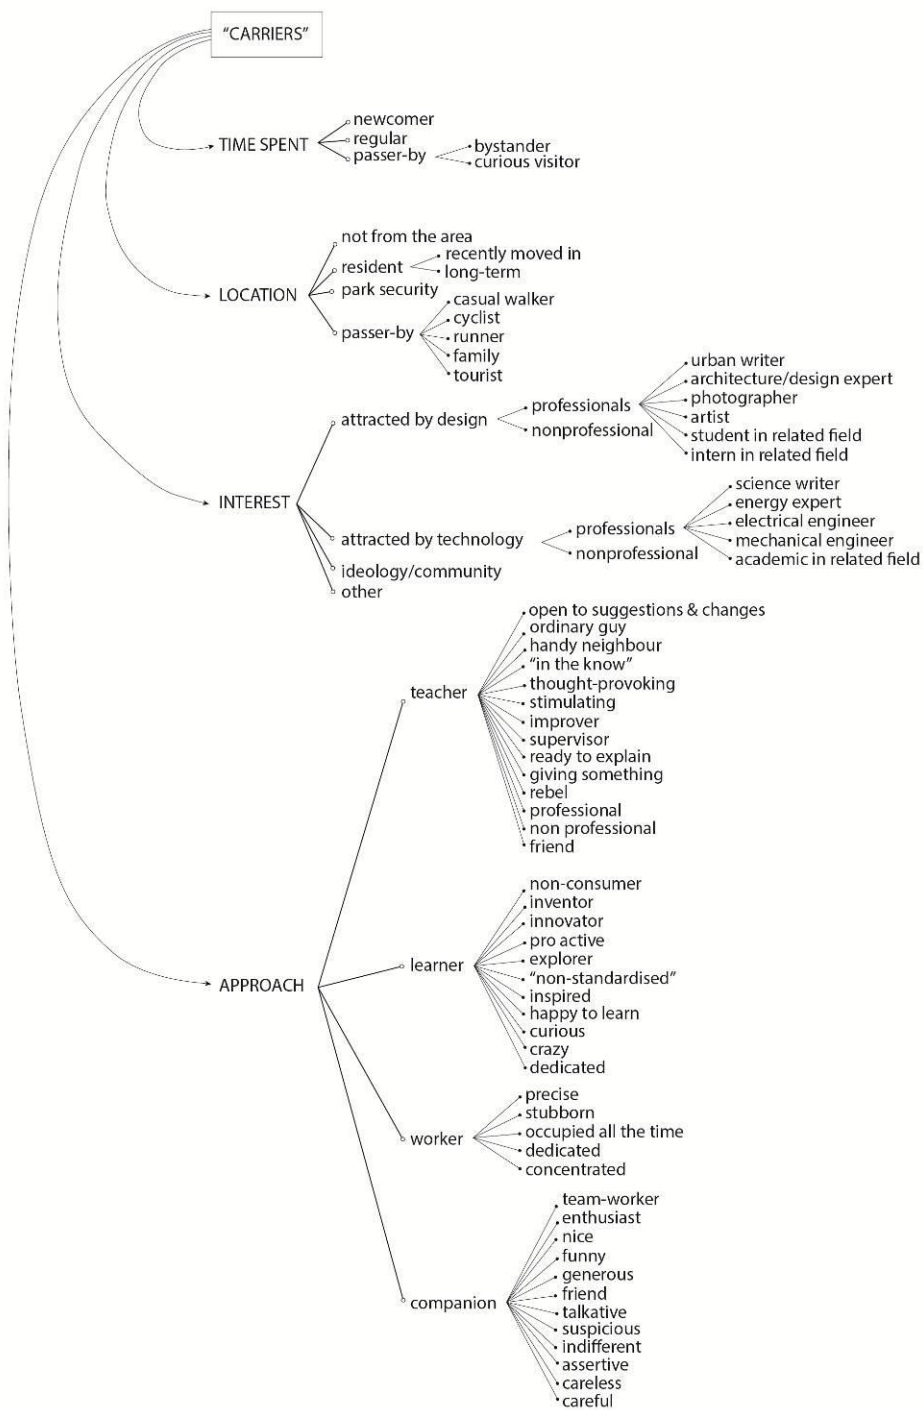 “CARRIERS”
TIME SPENT
newcomer
regular
passer-by
bystander
curious visitor
LOCATION
not from the area
resident
recently moved in
long-term
park security
passer-by
casual walker
cyclist
runner
family
tourist
INTEREST
attracted by design
professionals
urban writer
architecture/design expert
photographer
artist
student in related field
intern in related field
nonprofessional
attracted by technology
professionals
science writer
energy expert
electrical engineer
mechanical engineer
academic in related field
nonprofessional
ideology/community
other
APPROACH
teacher
open to suggestions & changes
ordinary guy
handy neighbour
“in the know”
thought-provoking
stimulating
improver
supervisor
ready to explain
giving something
rebel
professional
non professional
friend
learner
non-consumer
inventor
innovator
pro active
explorer
“non-standardised”
inspired
happy to learn
curious
crazy
dedicated
worker
precise
stubborn
occupied all the time
dedicated
concentrated
companion
team-worker
enthusiast
nice
funny
generous
friend
talkative
suspicious
indifferent
assertive
careless
careful